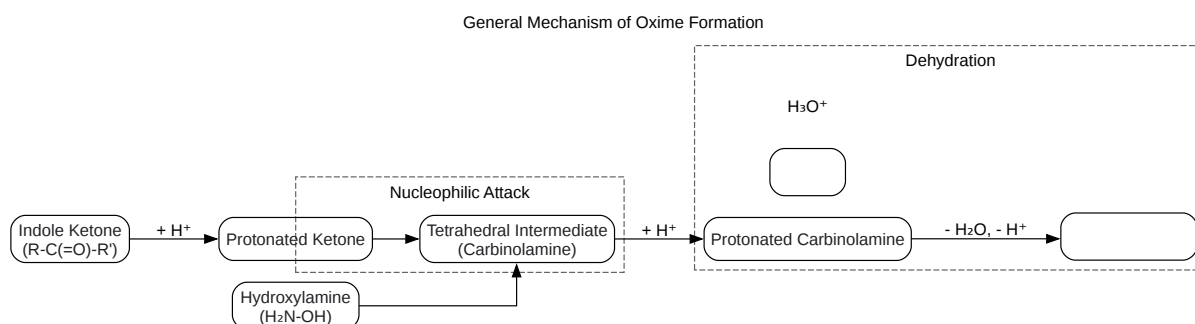 General Mechanism of Oxime Formation
Dehydration
H₃O⁺
Nucleophilic Attack
Indole Ketone
(R-C(=O)-R')
+ H⁺
Protonated Ketone
Tetrahedral Intermediate
(Carbinolamine)
+ H⁺
Protonated Carbinolamine
- H₂O, - H⁺
Hydroxylamine
(H₂N-OH)